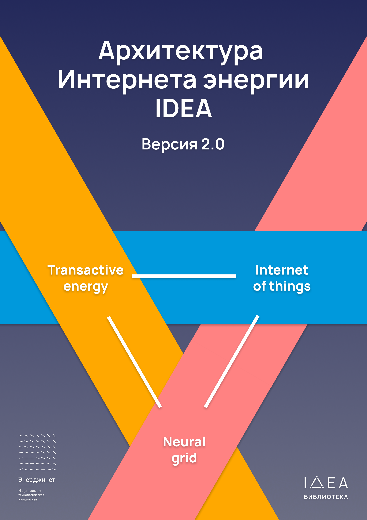 Архитектура
Интернета энергии
IDEA
Версия 2.0
Transactive
energy
Internet
of things
Neural
grid
IDEA
БИБЛИОТЕКА